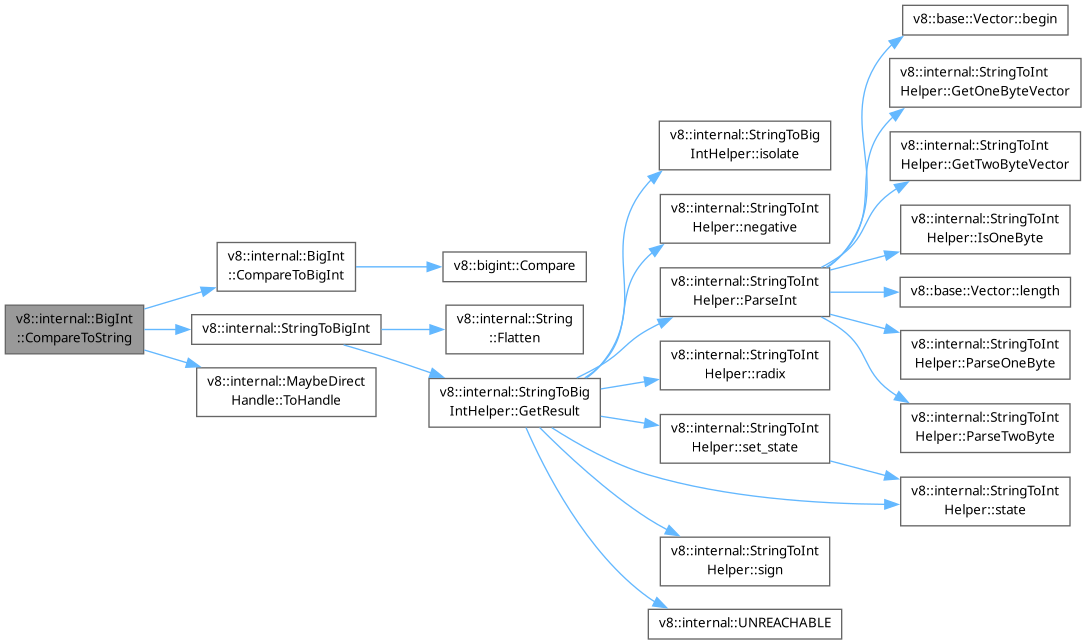 v8::internal::BigInt
::CompareToString
v8::internal::BigInt
::CompareToBigInt
v8::internal::StringToBigInt
v8::internal::MaybeDirect
Handle::ToHandle
v8::bigint::Compare
v8::internal::String
::Flatten
v8::internal::StringToBig
IntHelper::GetResult
v8::internal::StringToBig
IntHelper::isolate
v8::internal::StringToInt
Helper::negative
v8::internal::StringToInt
Helper::ParseInt
v8::internal::StringToInt
Helper::radix
v8::internal::StringToInt
Helper::set_state
v8::internal::StringToInt
Helper::sign
v8::internal::UNREACHABLE
v8::base::Vector::begin
v8::internal::StringToInt
Helper::GetOneByteVector
v8::internal::StringToInt
Helper::GetTwoByteVector
v8::internal::StringToInt
Helper::IsOneByte
v8::base::Vector::length
v8::internal::StringToInt
Helper::ParseOneByte
v8::internal::StringToInt
Helper::ParseTwoByte
v8::internal::StringToInt
Helper::state